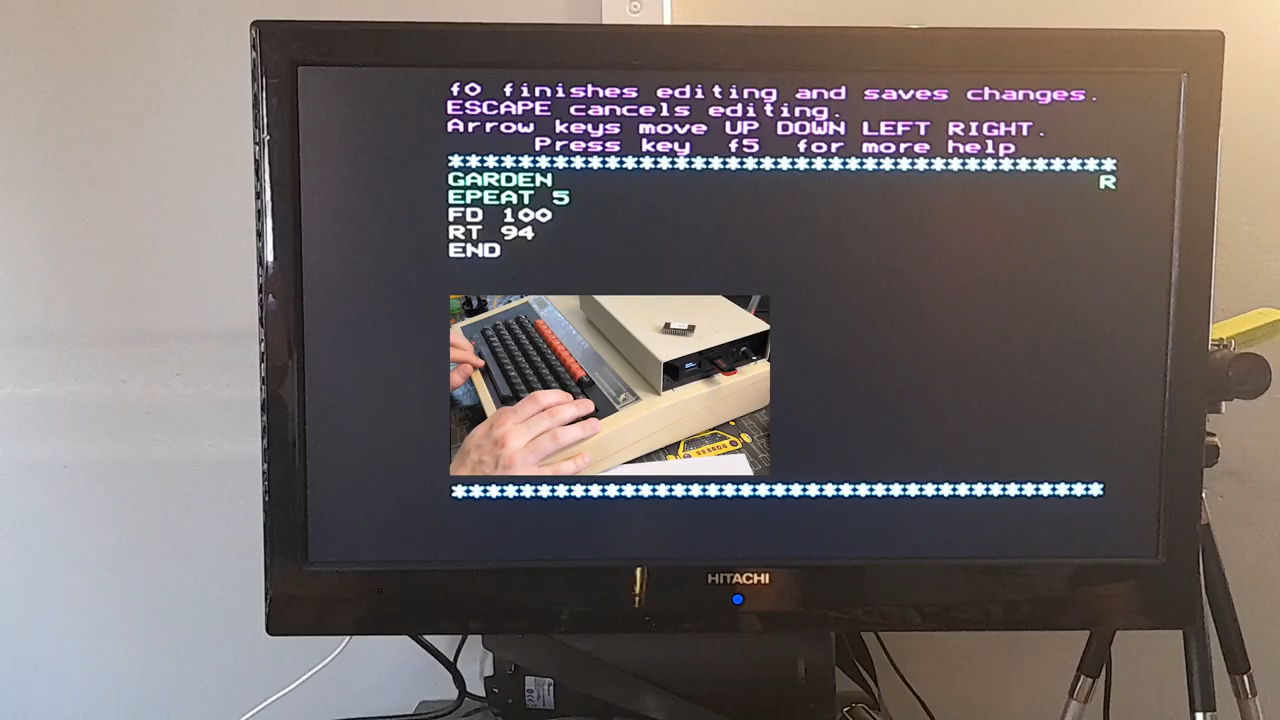 f0 finishes editing and saves changes.
ESCAPE cancels editing.
Arrow keys move UP DOWN LEFT RIGHT.
Press key f5 for more help
***************************************
GARDEN R
EPEAT 5
FD 100
RT 94
END
**************************************
HITACHI